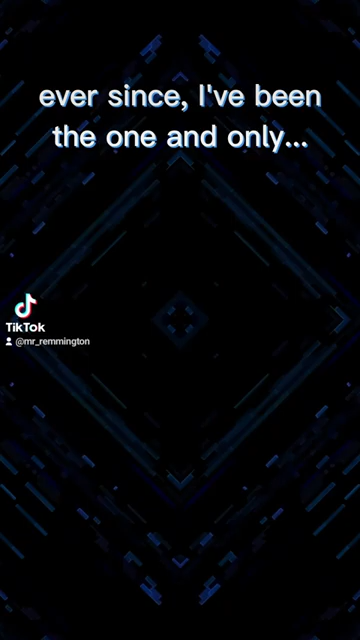 ever since, I've been
the one and only...
TikTok
@mr_remmington